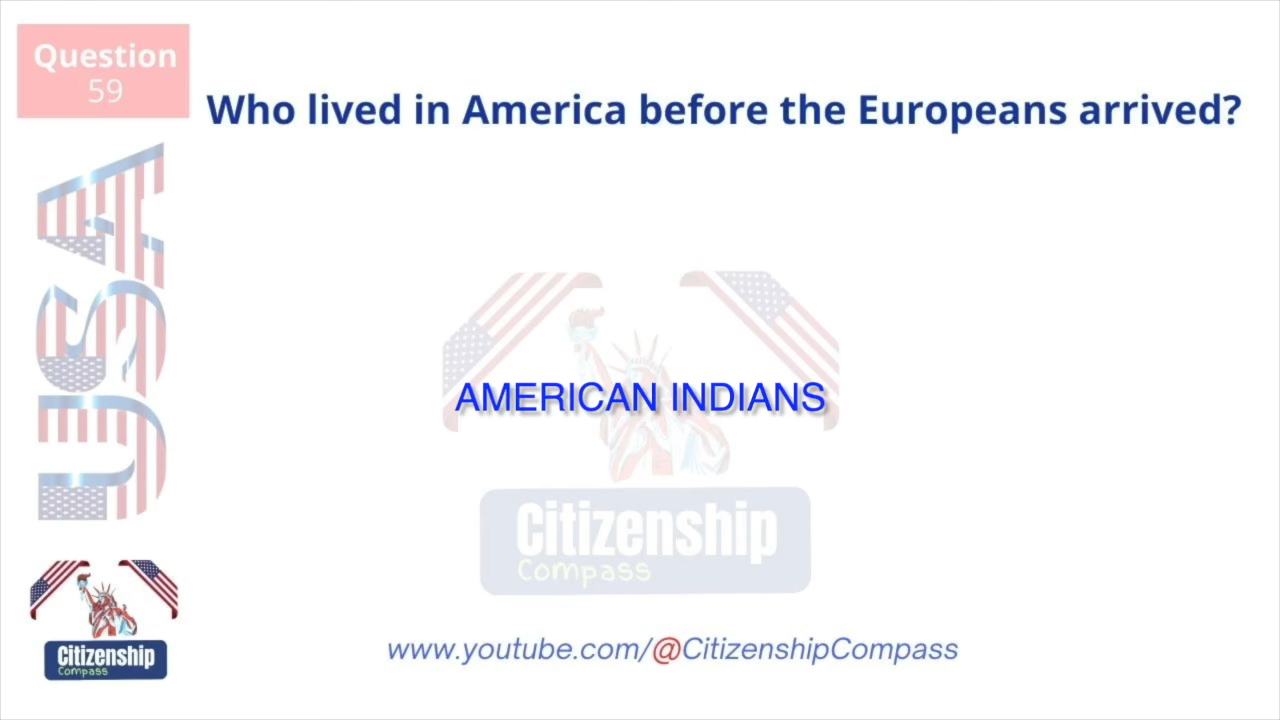 Question
59
Who lived in America before the Europeans arrived?
USA
AMERICAN INDIANS
Citizenship
Compass
Citizenship
Compass
www.youtube.com/@CitizenshipCompass